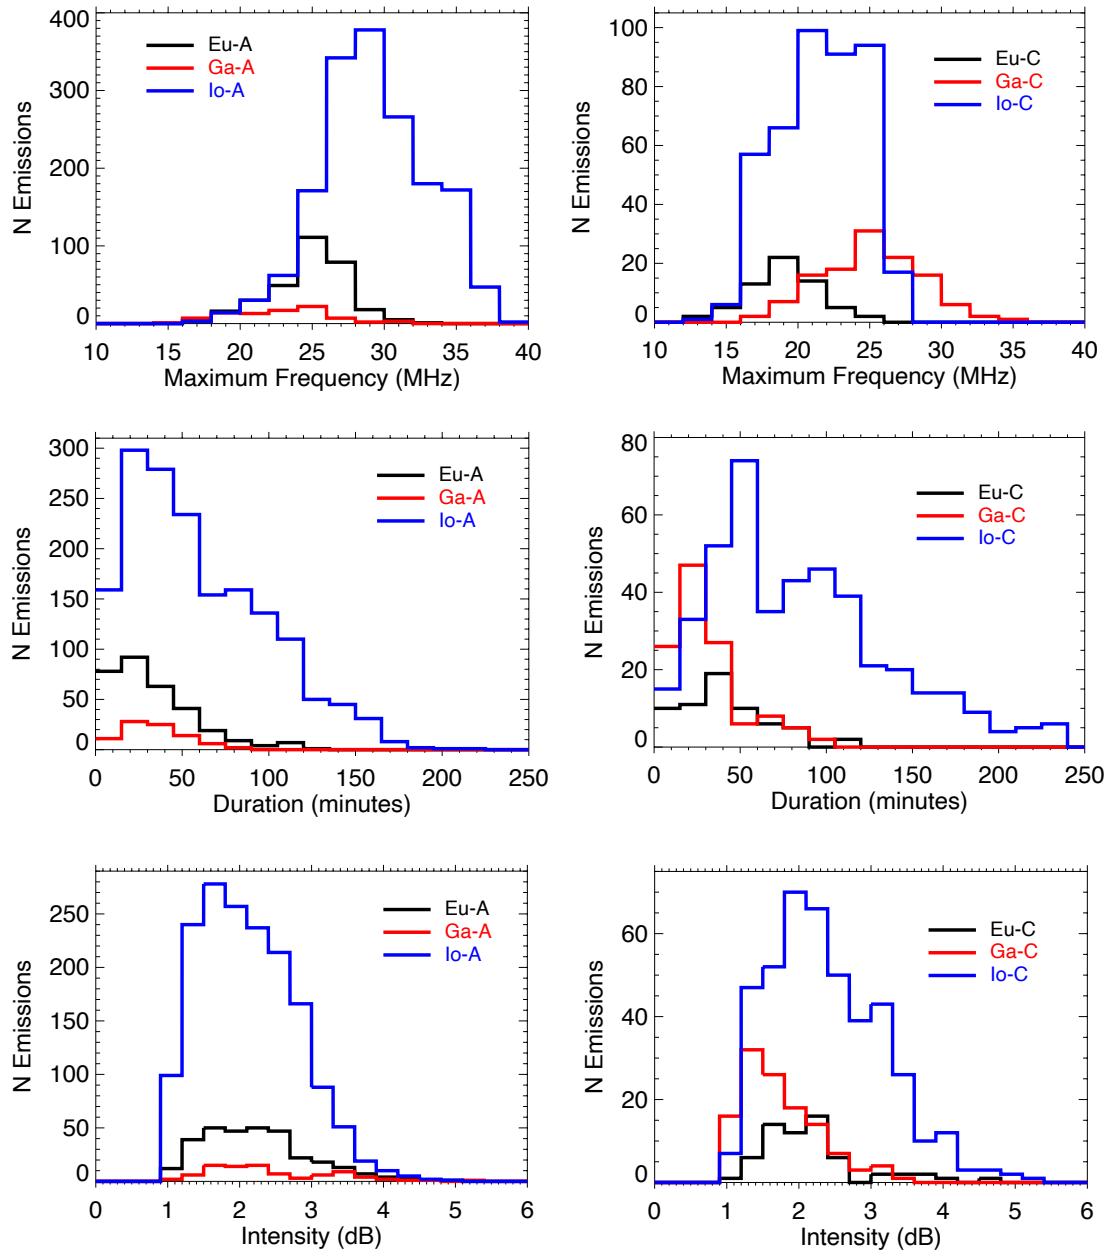 400
300
200
100
0
N Emissions
Eu-A
Ga-A
Io-A
10 15 20 25 30 35 40
Maximum Frequency (MHz)
100
80
60
40
20
0
N Emissions
Eu-C
Ga-C
Io-C
10 15 20 25 30 35 40
Maximum Frequency (MHz)
300
250
200
150
100
50
0
N Emissions
Eu-A
Ga-A
Io-A
0 50 100 150 200 250
Duration (minutes)
80
60
40
20
0
N Emissions
Eu-C
Ga-C
Io-C
0 50 100 150 200 250
Duration (minutes)
250
200
150
100
50
0
N Emissions
Eu-A
Ga-A
Io-A
0 1 2 3 4 5 6
Intensity (dB)
60
40
20
0
N Emissions
Eu-C
Ga-C
Io-C
0 1 2 3 4 5 6
Intensity (dB)